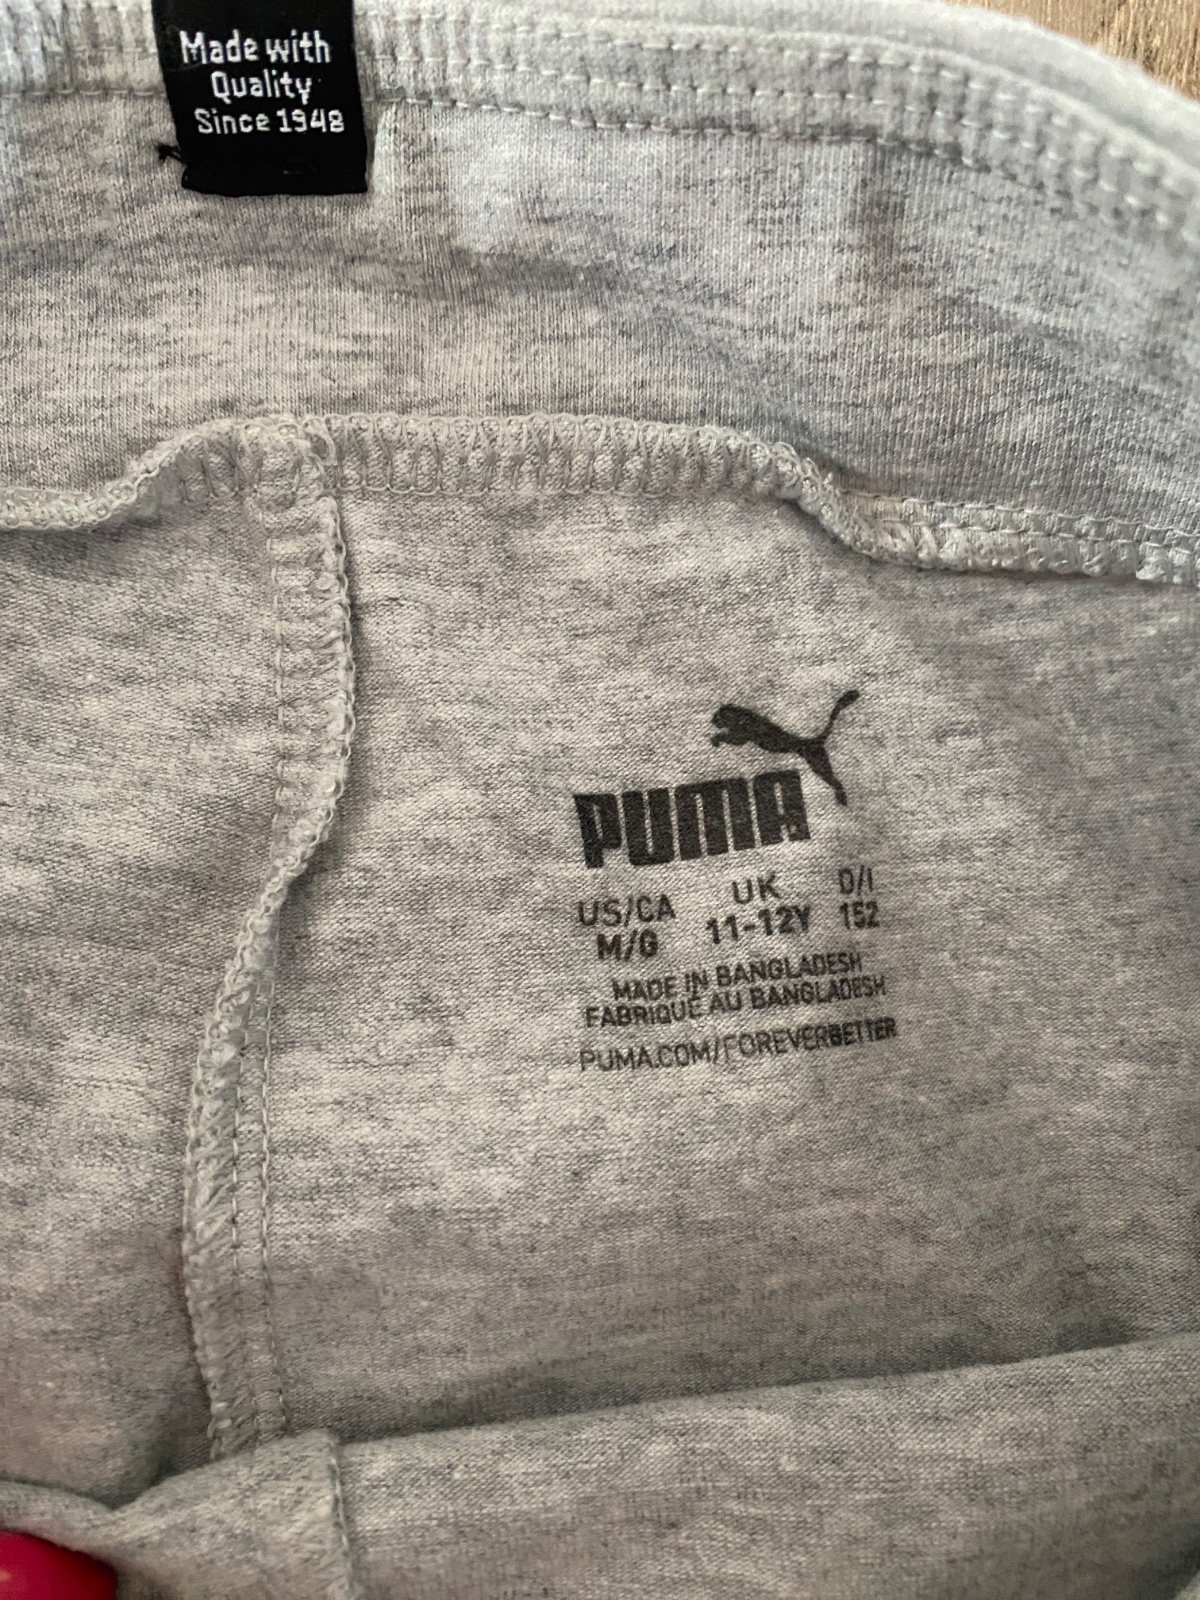 Made with
Quality
Since 1948
PUMA
US/CA UK D/I
M/G 11-12Y 152
MADE IN BANGLADESH
FABRIQUÉ AU BANGLADESH
PUMA.COM/FOREVERBETTER